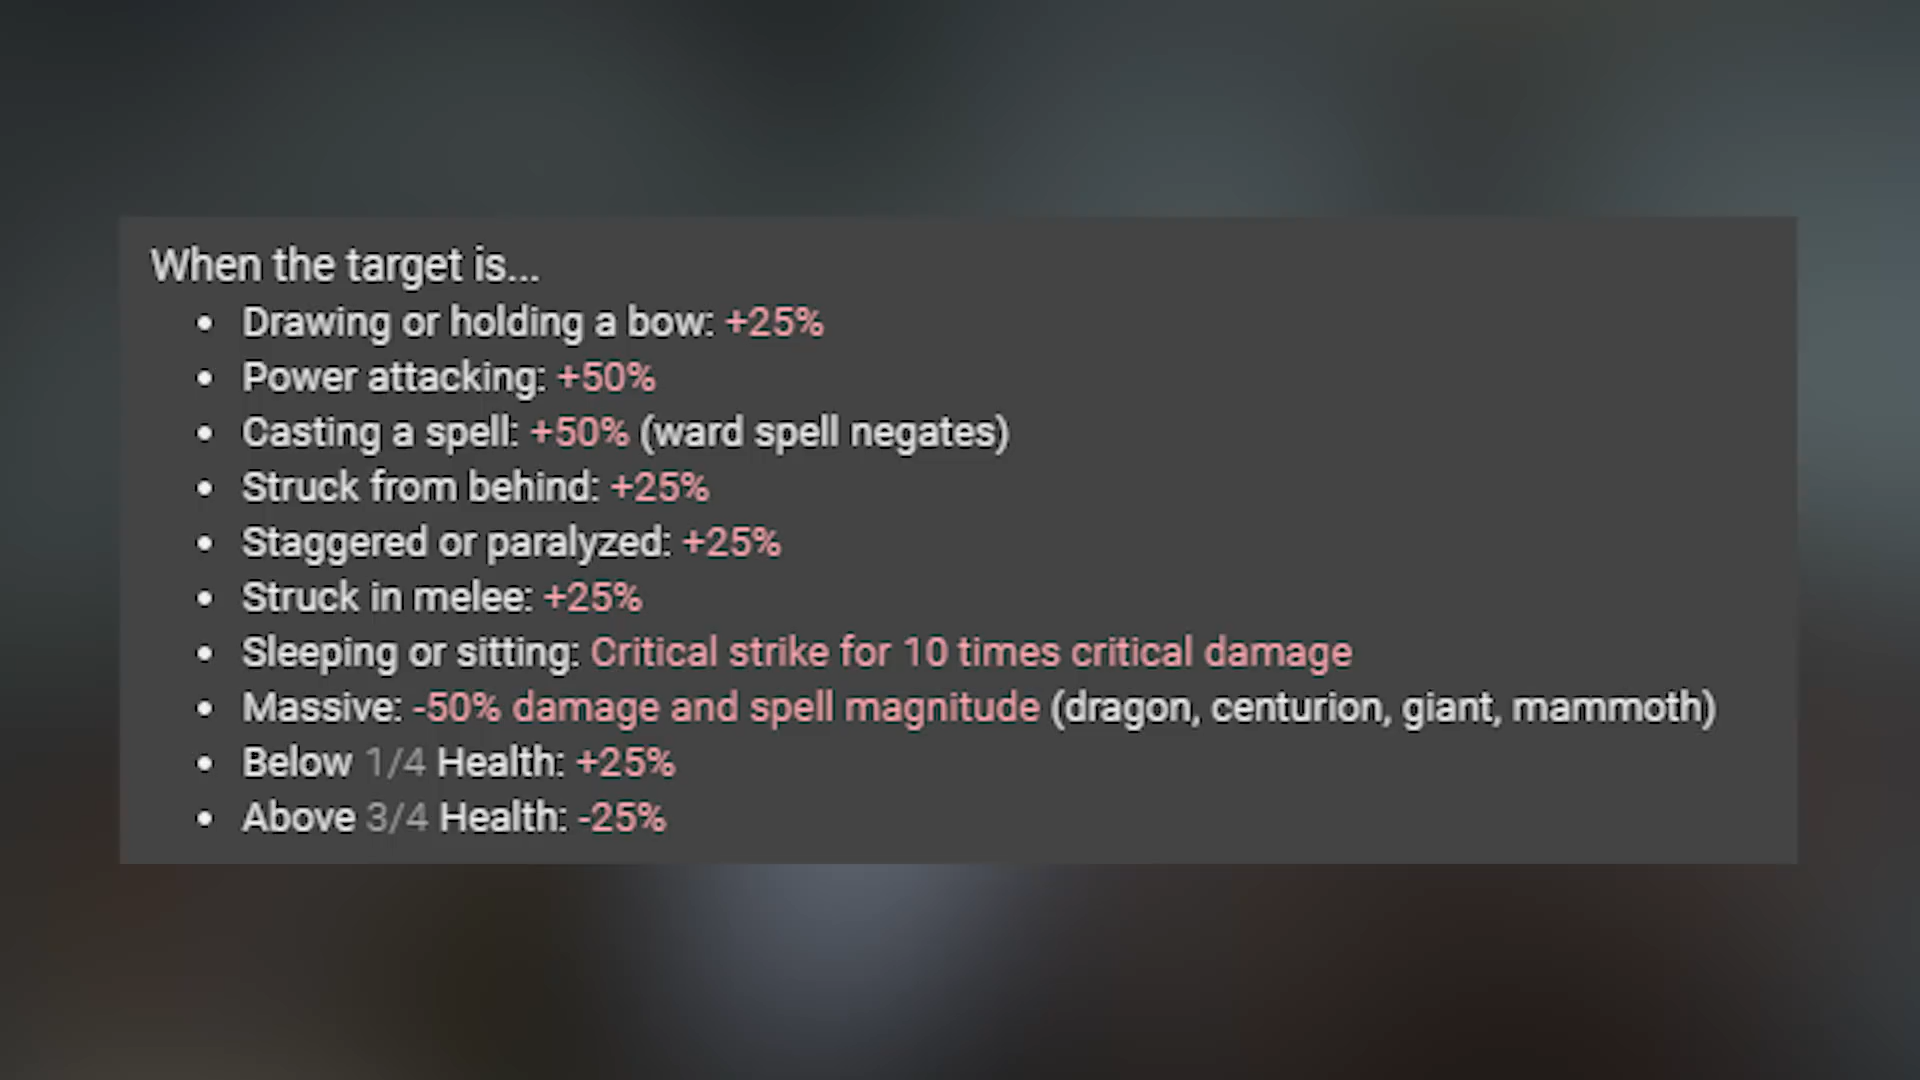 When the target is...
• Drawing or holding a bow: +25%
• Power attacking: +50%
• Casting a spell: +50% (ward spell negates)
• Struck from behind: +25%
• Staggered or paralyzed: +25%
• Struck in melee: +25%
• Sleeping or sitting: Critical strike for 10 times critical damage
• Massive: -50% damage and spell magnitude (dragon, centurion, giant, mammoth)
• Below 1/4 Health: +25%
• Above 3/4 Health: -25%